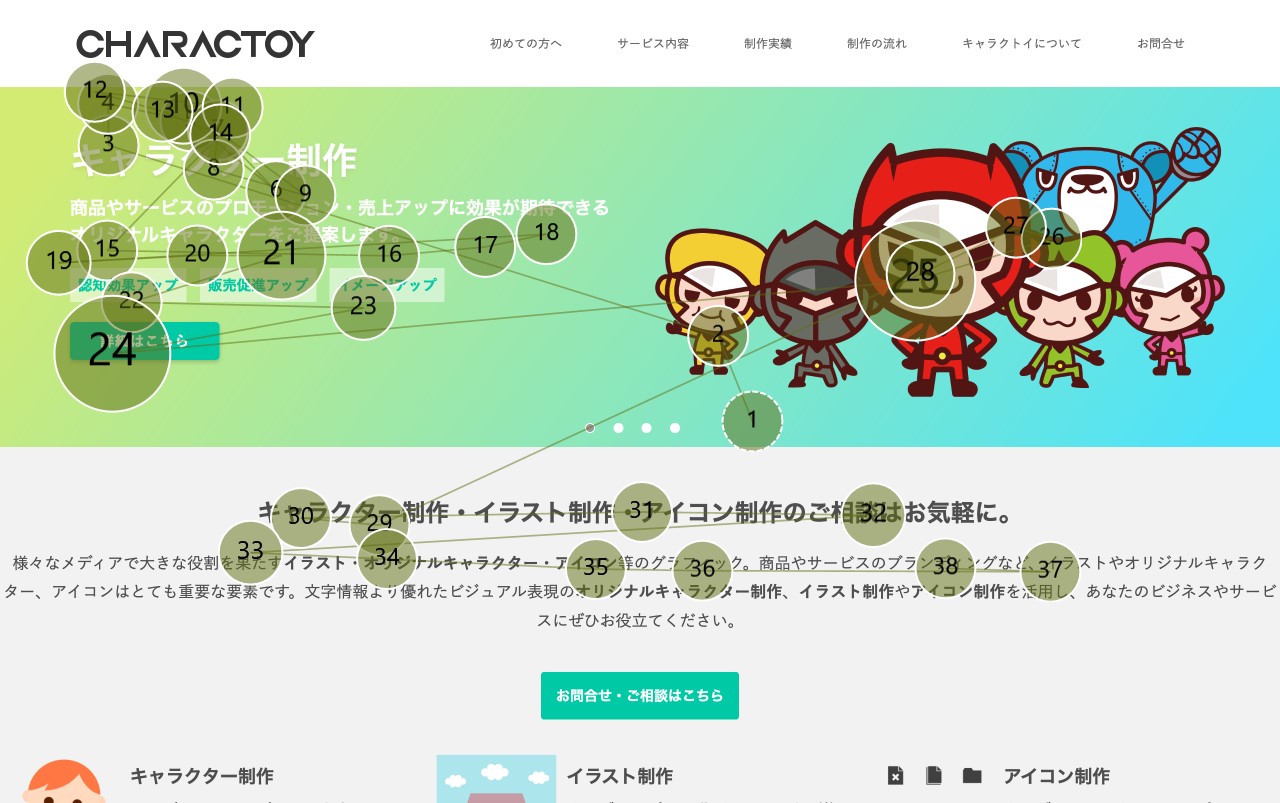 CHARACTOY
初めての方へ
サービス内容
制作実績
制作の流れ
キャラクトイについて
お問合せ
キャラクター制作
商品やサービスのプロモーション・売上アップに効果が期待できる
オリジナルキャラクターをご提案します。
認知効果アップ
販売促進アップ
イメージアップ
詳細はこちら
1
2
3
4
6
8
9
10
11
12
13
14
15
16
17
18
19
20
21
22
23
24
25
26
27
28
キャラクター制作・イラスト制作・アイコン制作のご相談はお気軽に。
様々なメディアで大きな役割を果たすイラスト・オリジナルキャラクター・アイコン等のグラフィック。商品やサービスのブランディングなど、イラストやオリジナルキャラク
ター、アイコンはとても重要な要素です。文字情報より優れたビジュアル表現のオリジナルキャラクター制作、イラスト制作やアイコン制作を活用し、あなたのビジネスやサービ
スにぜひお役立てください。
29
30
31
32
33
34
35
36
37
38
お問合せ・ご相談はこちら
キャラクター制作
イラスト制作
アイコン制作